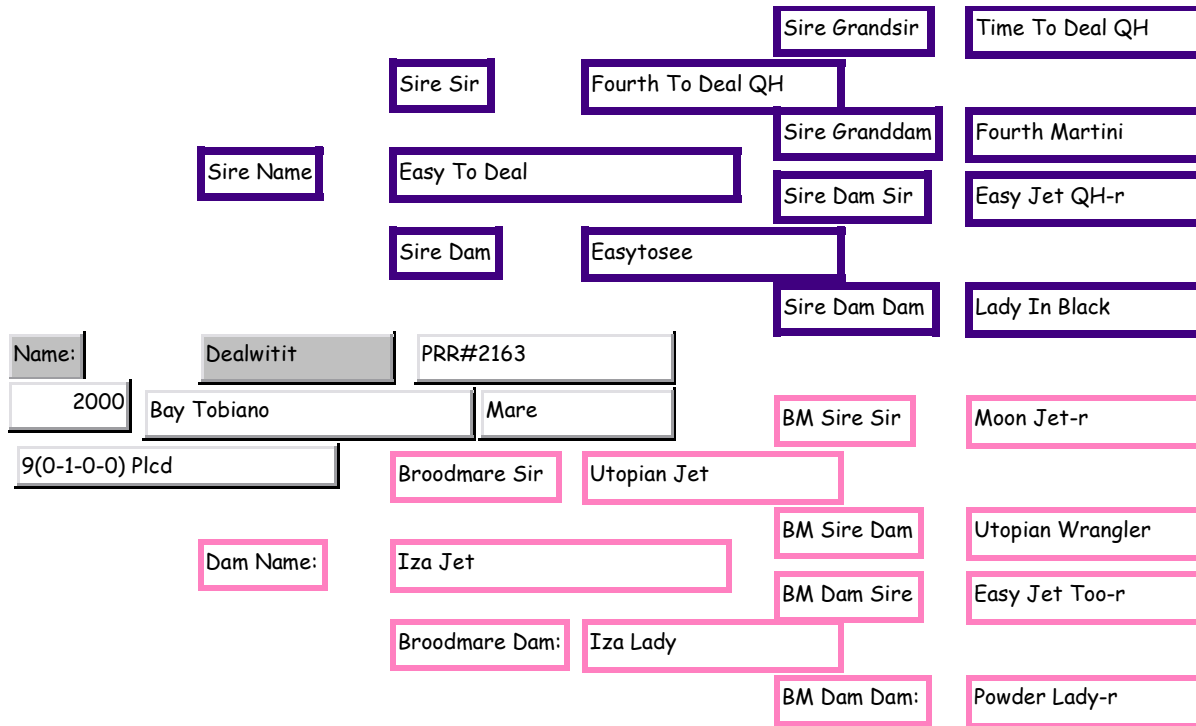 Sire Grandsir Time To Deal QH
Sire Sir Fourth To Deal QH
Sire Granddam Fourth Martini
Sire Name Easy To Deal
Sire Dam Sir Easy Jet QH-r
Sire Dam Easytosee
Sire Dam Dam Lady In Black
Name: Dealwitit PRR#2163
2000 Bay Tobiano Mare
BM Sire Sir Moon Jet-r
9(0-1-0-0) Plcd
Broodmare Sir Utopian Jet
BM Sire Dam Utopian Wrangler
Dam Name: Iza Jet
BM Dam Sire Easy Jet Too-r
Broodmare Dam: Iza Lady
BM Dam Dam: Powder Lady-r